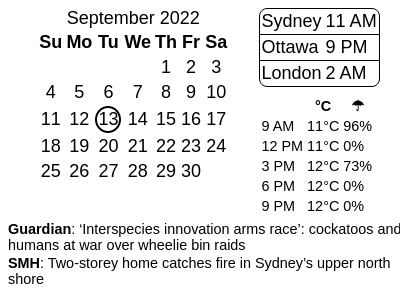 September 2022
Su Mo Tu We Th Fr Sa
1 2 3
4 5 6 7 8 9 10
11 12 13 14 15 16 17
18 19 20 21 22 23 24
25 26 27 28 29 30
Sydney 11 AM
Ottawa 9 PM
London 2 AM
°C ☂
9 AM 11°C 96%
12 PM 11°C 0%
3 PM 12°C 73%
6 PM 12°C 0%
9 PM 12°C 0%
Guardian: ‘Interspecies innovation arms race’: cockatoos and
humans at war over wheelie bin raids
SMH: Two-storey home catches fire in Sydney’s upper north
shore